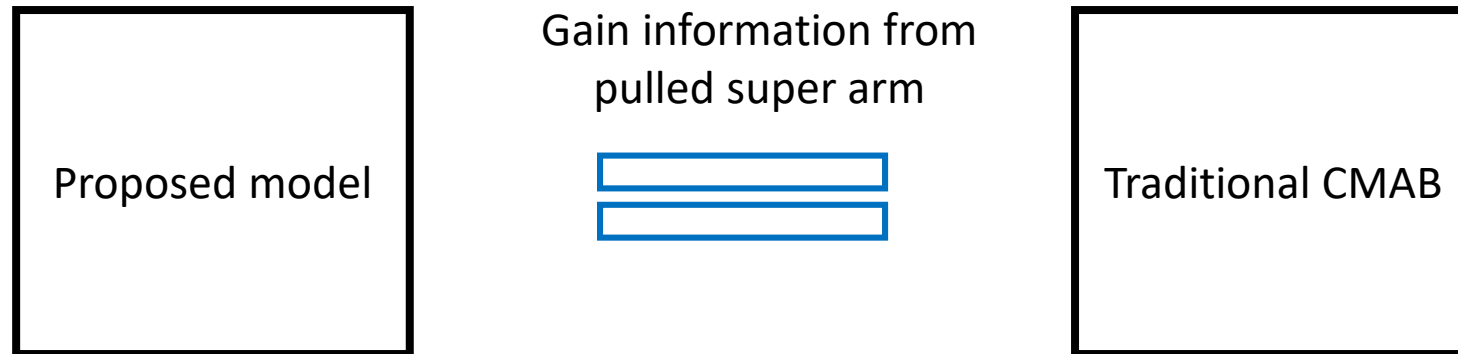 Gain information from
pulled super arm
Proposed model
Traditional CMAB